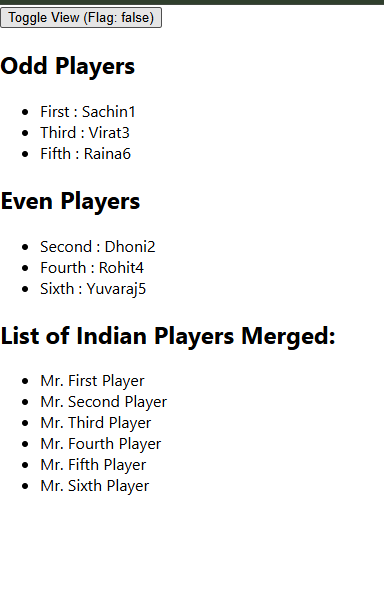 Toggle View (Flag: false)
Odd Players
First : Sachin1
Third : Virat3
Fifth : Raina6
Even Players
Second : Dhoni2
Fourth : Rohit4
Sixth : Yuvaraj5
List of Indian Players Merged:
Mr. First Player
Mr. Second Player
Mr. Third Player
Mr. Fourth Player
Mr. Fifth Player
Mr. Sixth Player